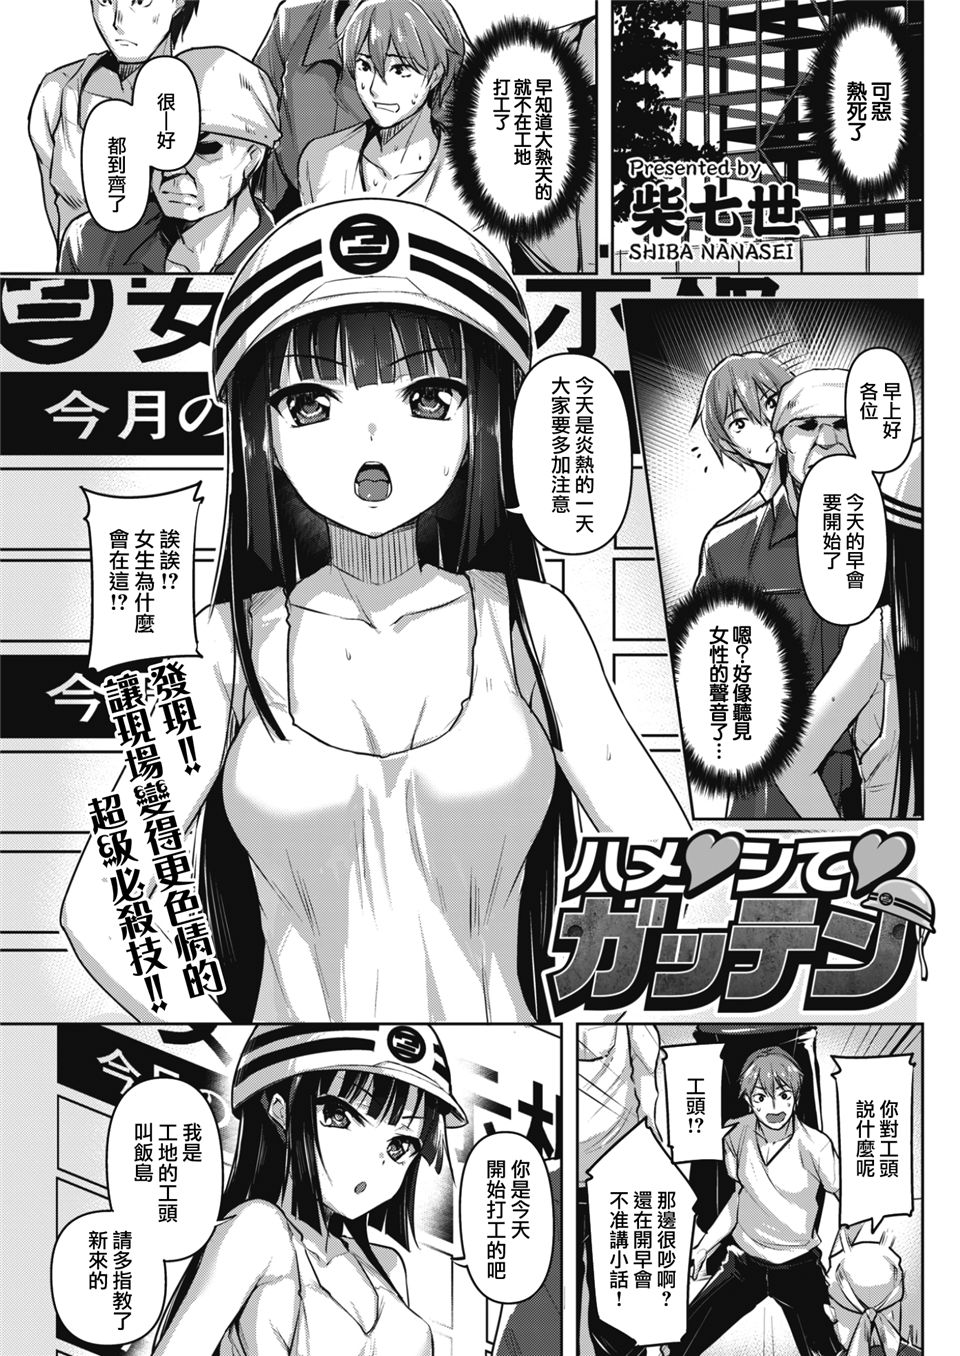 可惡
熱死了
Presented by
柴七世
SHIBA NANASEI
早知道大熱天的
就不在工地
打工了
很─好
都到齊了
早上好
各位
今天的早會
要開始了
嗯?好像聽見
女性的聲音了…
今天是炎熱的一天
大家要多加注意
今月の
誒誒!?
女生為什麼
會在這!?
發現!!
讓現場變得更色情的
超級必殺技!!
ハメ♥シて♥
ガッテン
你對工頭
說什麼呢
工頭!?
那邊很吵啊?
還在開早會
不准講小話!
你是今天
開始打工的吧
我是
工地的工頭
叫飯島
請多指教了
新來的